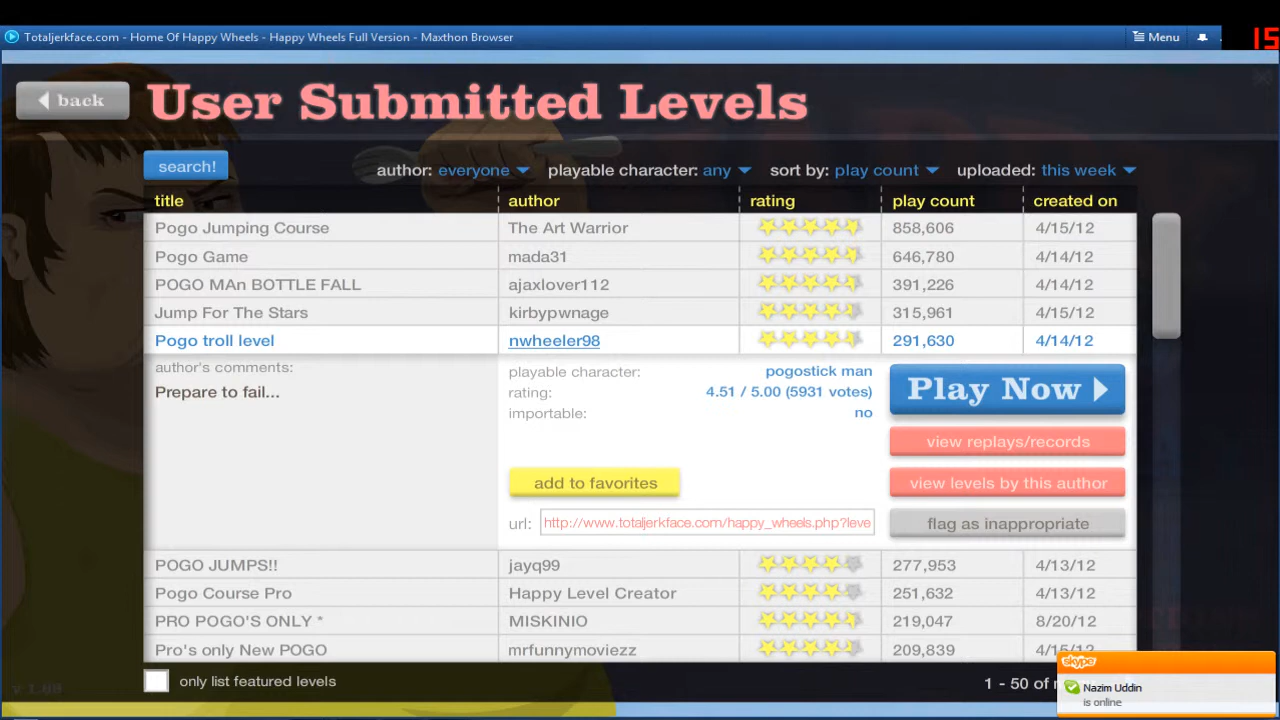 Totaljerkface.com - Home Of Happy Wheels - Happy Wheels Full Version - Maxthon Browser
Menu
15
back
User Submitted Levels
search!
author: everyone
playable character: any
sort by: play count
uploaded: this week
title author rating play count created on
Pogo Jumping Course The Art Warrior 858,606 4/15/12
Pogo Game mada31 646,780 4/14/12
POGO MAn BOTTLE FALL ajaxlover112 391,226 4/14/12
Jump For The Stars kirbypwnage 315,961 4/15/12
Pogo troll level nwheeler98 291,630 4/14/12
author's comments:
Prepare to fail...
playable character: pogostick man
rating: 4.51 / 5.00 (5931 votes)
importable: no
add to favorites
url: http://www.totaljerkface.com/happy_wheels.php?leve
Play Now
view replays/records
view levels by this author
flag as inappropriate
POGO JUMPS!! jayq99 277,953 4/13/12
Pogo Course Pro Happy Level Creator 251,632 4/13/12
PRO POGO'S ONLY * MISKINIO 219,047 8/20/12
Pro's only New POGO mrfunnymoviezz 209,839 4/15/12
only list featured levels
1 - 50 of
v 1.68
skype
Nazim Uddin
is online